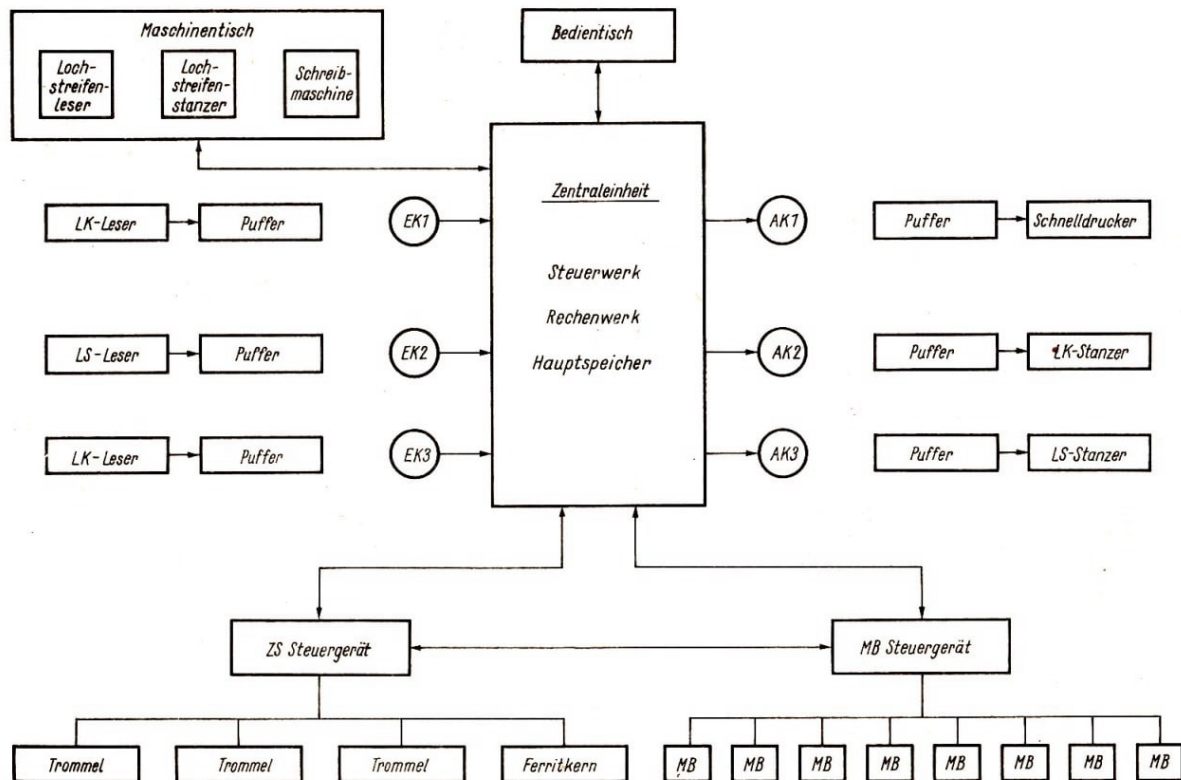 Maschinentisch
Loch-
streifen-
leser
Loch-
streifen-
stanzer
Schreib-
maschine
Bedientisch
Zentraleinheit
Steuerwerk
Rechenwerk
Hauptspeicher
LK-Leser
Puffer
EK1
AK1
Puffer
Schnelldrucker
LS-Leser
Puffer
EK2
AK2
Puffer
LK-Stanzer
LK-Leser
Puffer
EK3
AK3
Puffer
LS-Stanzer
ZS Steuergerät
MB Steuergerät
Trommel
Trommel
Trommel
Ferritkern
MB
MB
MB
MB
MB
MB
MB
MB